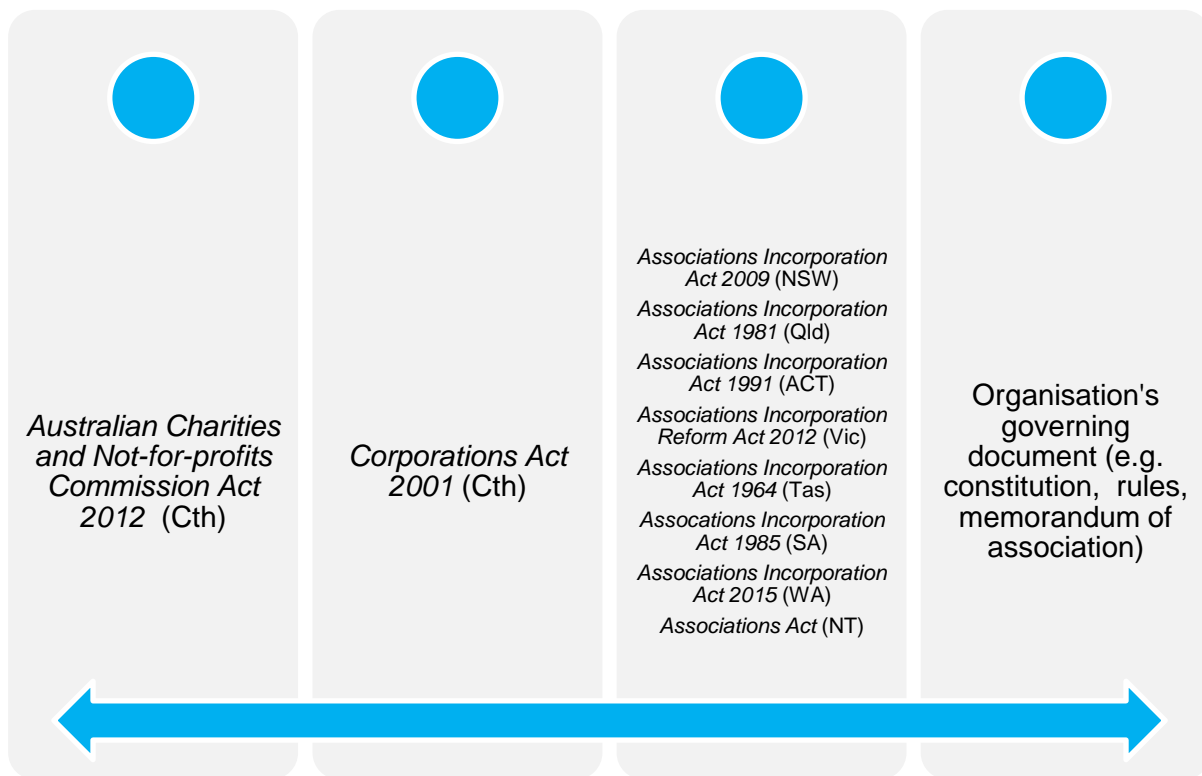 Australian Charities
and Not-for-profits
Commission Act
2012 (Cth)
Corporations Act
2001 (Cth)
Associations Incorporation
Act 2009 (NSW)
Associations Incorporation
Act 1981 (Qld)
Associations Incorporation
Act 1991 (ACT)
Associations Incorporation
Reform Act 2012 (Vic)
Associations Incorporation
Act 1964 (Tas)
Assocations Incorporation
Act 1985 (SA)
Associations Incorporation
Act 2015 (WA)
Associations Act (NT)
Organisation's
governing
document (e.g.
constitution, rules,
memorandum of
association)